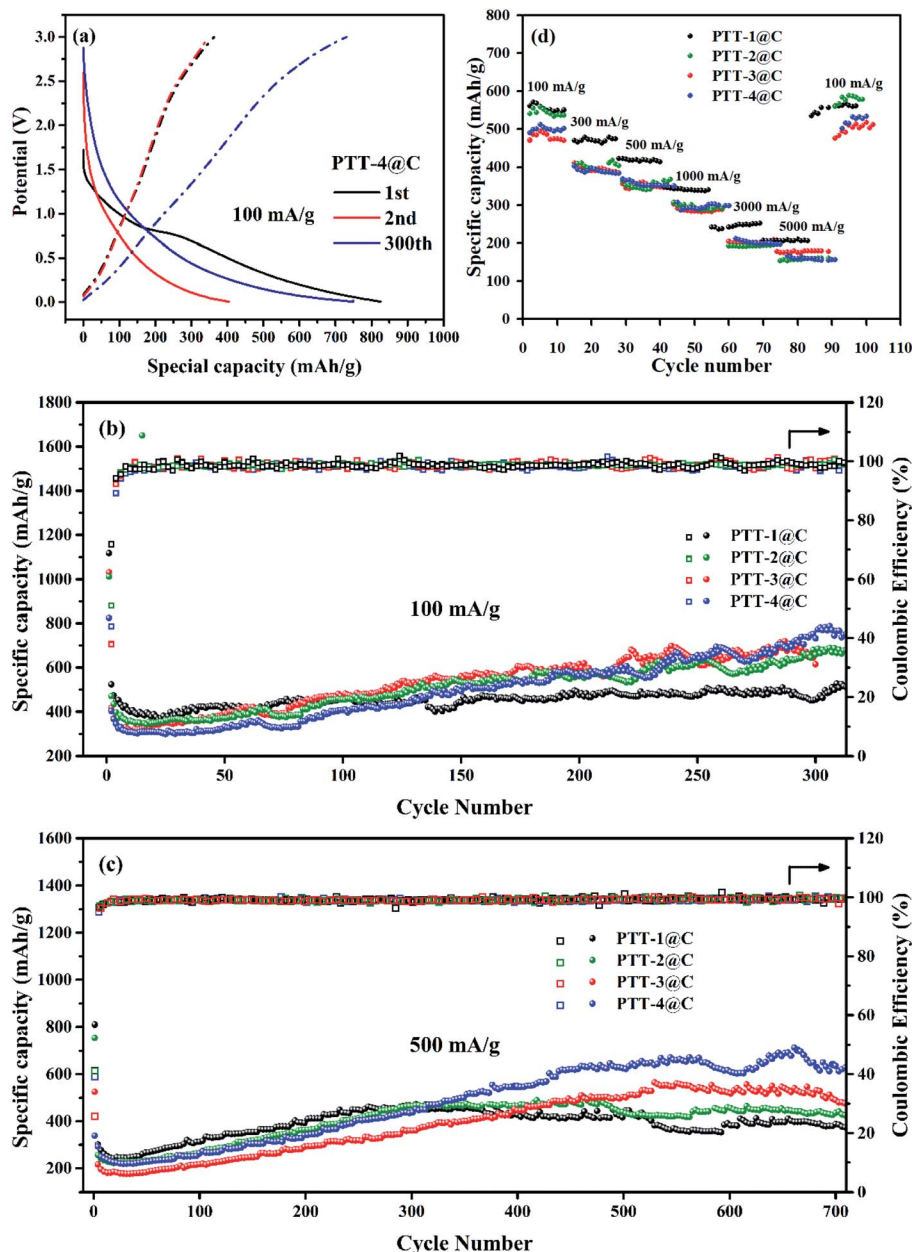 (a)
3.0
2.5
2.0
1.5
1.0
0.5
0.0
Potential (V)
PTT-4@C
1st
2nd
300th
100 mA/g
0 100 200 300 400 500 600 700 800 900 1000
Special capacity (mAh/g)
(d)
800
700
600
500
400
300
200
100
0
Specific capacity (mAh/g)
PTT-1@C
PTT-2@C
PTT-3@C
PTT-4@C
100 mA/g
300 mA/g
500 mA/g
1000 mA/g
3000 mA/g
5000 mA/g
100 mA/g
0 10 20 30 40 50 60 70 80 90 100 110
Cycle number
(b)
1800
1600
1400
1200
1000
800
600
400
200
Specific capacity (mAh/g)
PTT-1@C
PTT-2@C
PTT-3@C
PTT-4@C
100 mA/g
120
100
80
60
40
20
0
Coulombic Efficiency (%)
0 50 100 150 200 250 300
Cycle Number
(c)
1600
1400
1200
1000
800
600
400
200
Specific capacity (mAh/g)
PTT-1@C
PTT-2@C
PTT-3@C
PTT-4@C
500 mA/g
120
100
80
60
40
20
0
Coulombic Efficiency (%)
0 100 200 300 400 500 600 700
Cycle Number